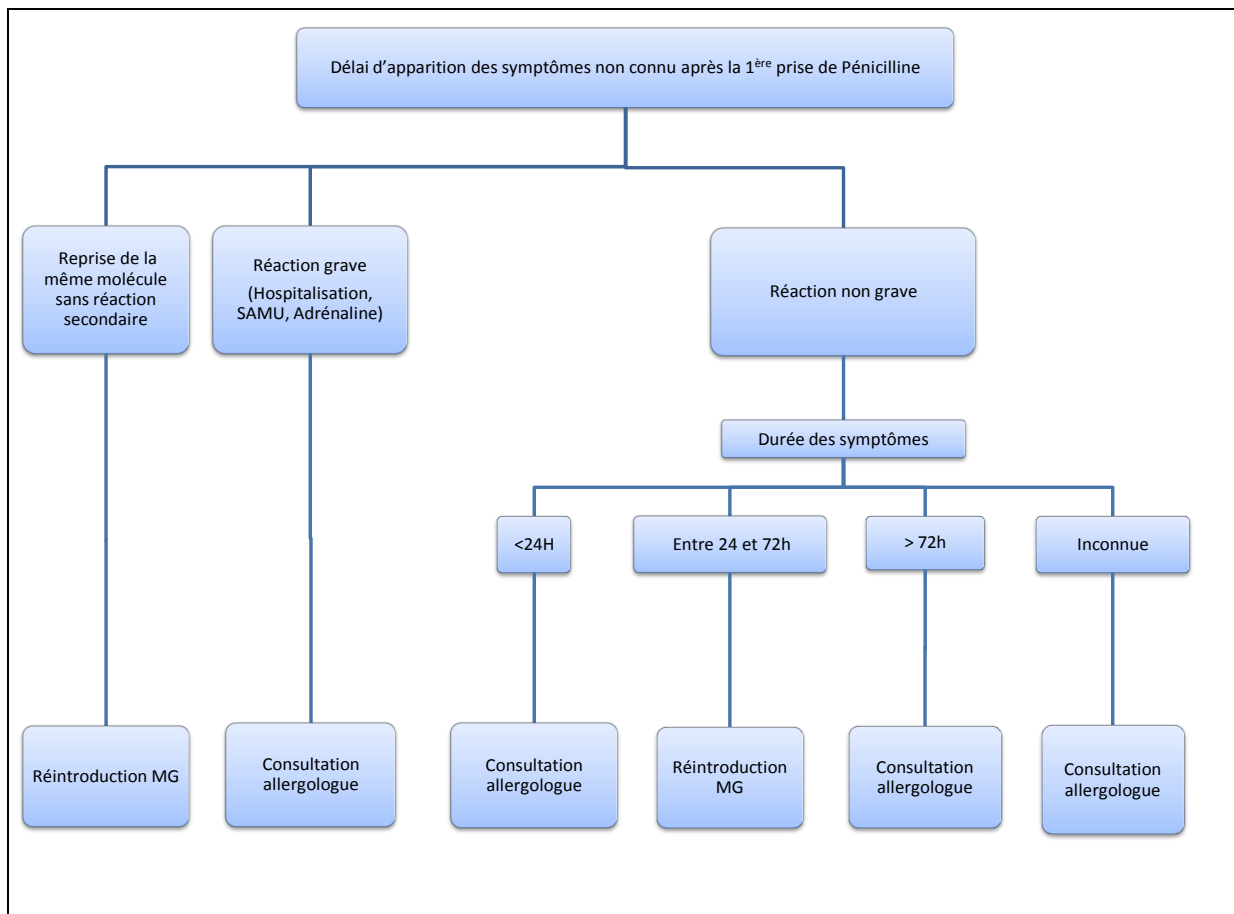 Délai d'apparition des symptômes non connu après la 1ère prise de Pénicilline
Reprise de la
même molécule
sans réaction
secondaire
Réaction grave
(Hospitalisation,
SAMU, Adrénaline)
Réaction non grave
Durée des symptômes
<24H
Entre 24 et 72h
> 72h
Inconnue
Réintroduction MG
Consultation
allergologue
Consultation
allergologue
Réintroduction
MG
Consultation
allergologue
Consultation
allergologue